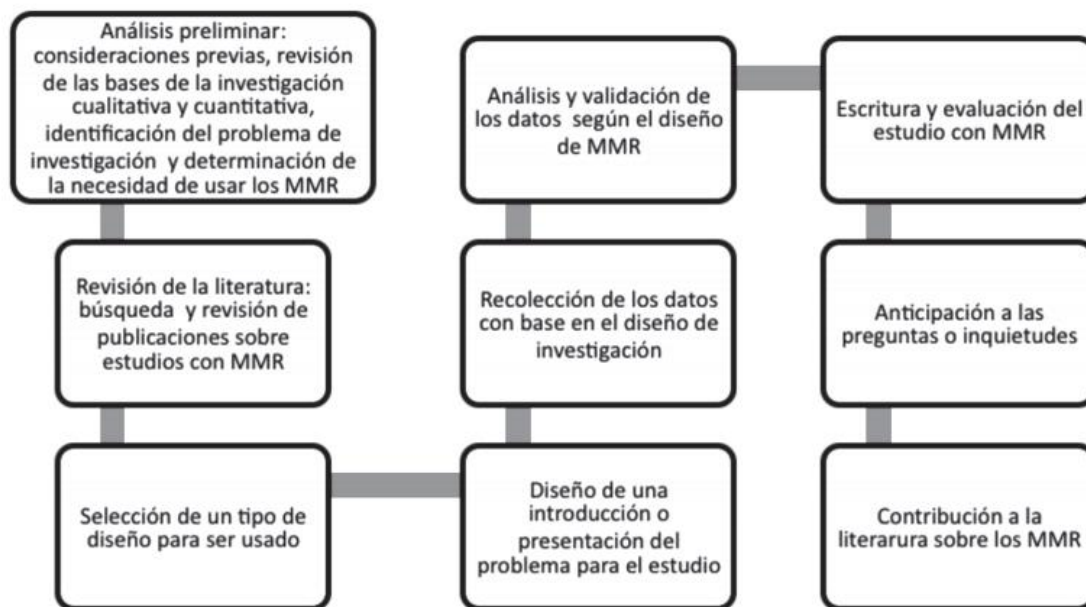 Análisis preliminar:
consideraciones previas, revisión
de las bases de la investigación
cualitativa y cuantitativa,
identificación del problema de
investigación y determinación de
la necesidad de usar los MMR
Revisión de la literatura:
búsqueda y revisión de
publicaciones sobre
estudios con MMR
Selección de un tipo de
diseño para ser usado
Diseño de una
introducción o
presentación del
problema para el estudio
Recolección de los datos
con base en el diseño de
investigación
Análisis y validación de
los datos según el diseño
de MMR
Escritura y evaluación del
estudio con MMR
Anticipación a las
preguntas o inquietudes
Contribución a la
literarura sobre los MMR